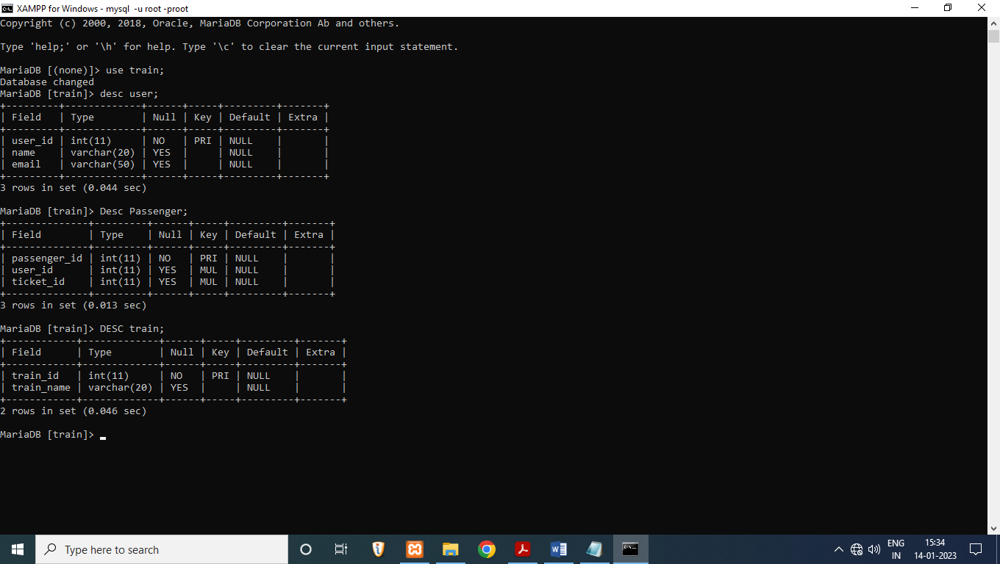 XAMPP for Windows - mysql  -u root -proot
Copyright (c) 2000, 2018, Oracle, MariaDB Corporation Ab and others.

Type 'help;' or '\h' for help. Type '\c' to clear the current input statement.

MariaDB [(none)]> use train;
Database changed
MariaDB [train]> desc user;
+---------+-------------+------+-----+---------+-------+
| Field   | Type        | Null | Key | Default | Extra |
+---------+-------------+------+-----+---------+-------+
| user_id | int(11)     | NO   | PRI | NULL    |       |
| name    | varchar(20) | YES  |     | NULL    |       |
| email   | varchar(50) | YES  |     | NULL    |       |
+---------+-------------+------+-----+---------+-------+
3 rows in set (0.044 sec)

MariaDB [train]> Desc Passenger;
+--------------+---------+------+-----+---------+-------+
| Field        | Type    | Null | Key | Default | Extra |
+--------------+---------+------+-----+---------+-------+
| passenger_id | int(11) | NO   | PRI | NULL    |       |
| user_id      | int(11) | YES  | MUL | NULL    |       |
| ticket_id    | int(11) | YES  | MUL | NULL    |       |
+--------------+---------+------+-----+---------+-------+
3 rows in set (0.013 sec)

MariaDB [train]> DESC train;
+------------+-------------+------+-----+---------+-------+
| Field      | Type        | Null | Key | Default | Extra |
+------------+-------------+------+-----+---------+-------+
| train_id   | int(11)     | NO   | PRI | NULL    |       |
| train_name | varchar(20) | YES  |     | NULL    |       |
+------------+-------------+------+-----+---------+-------+
2 rows in set (0.046 sec)

MariaDB [train]> _
Type here to search
ENG
IN
15:34
14-01-2023